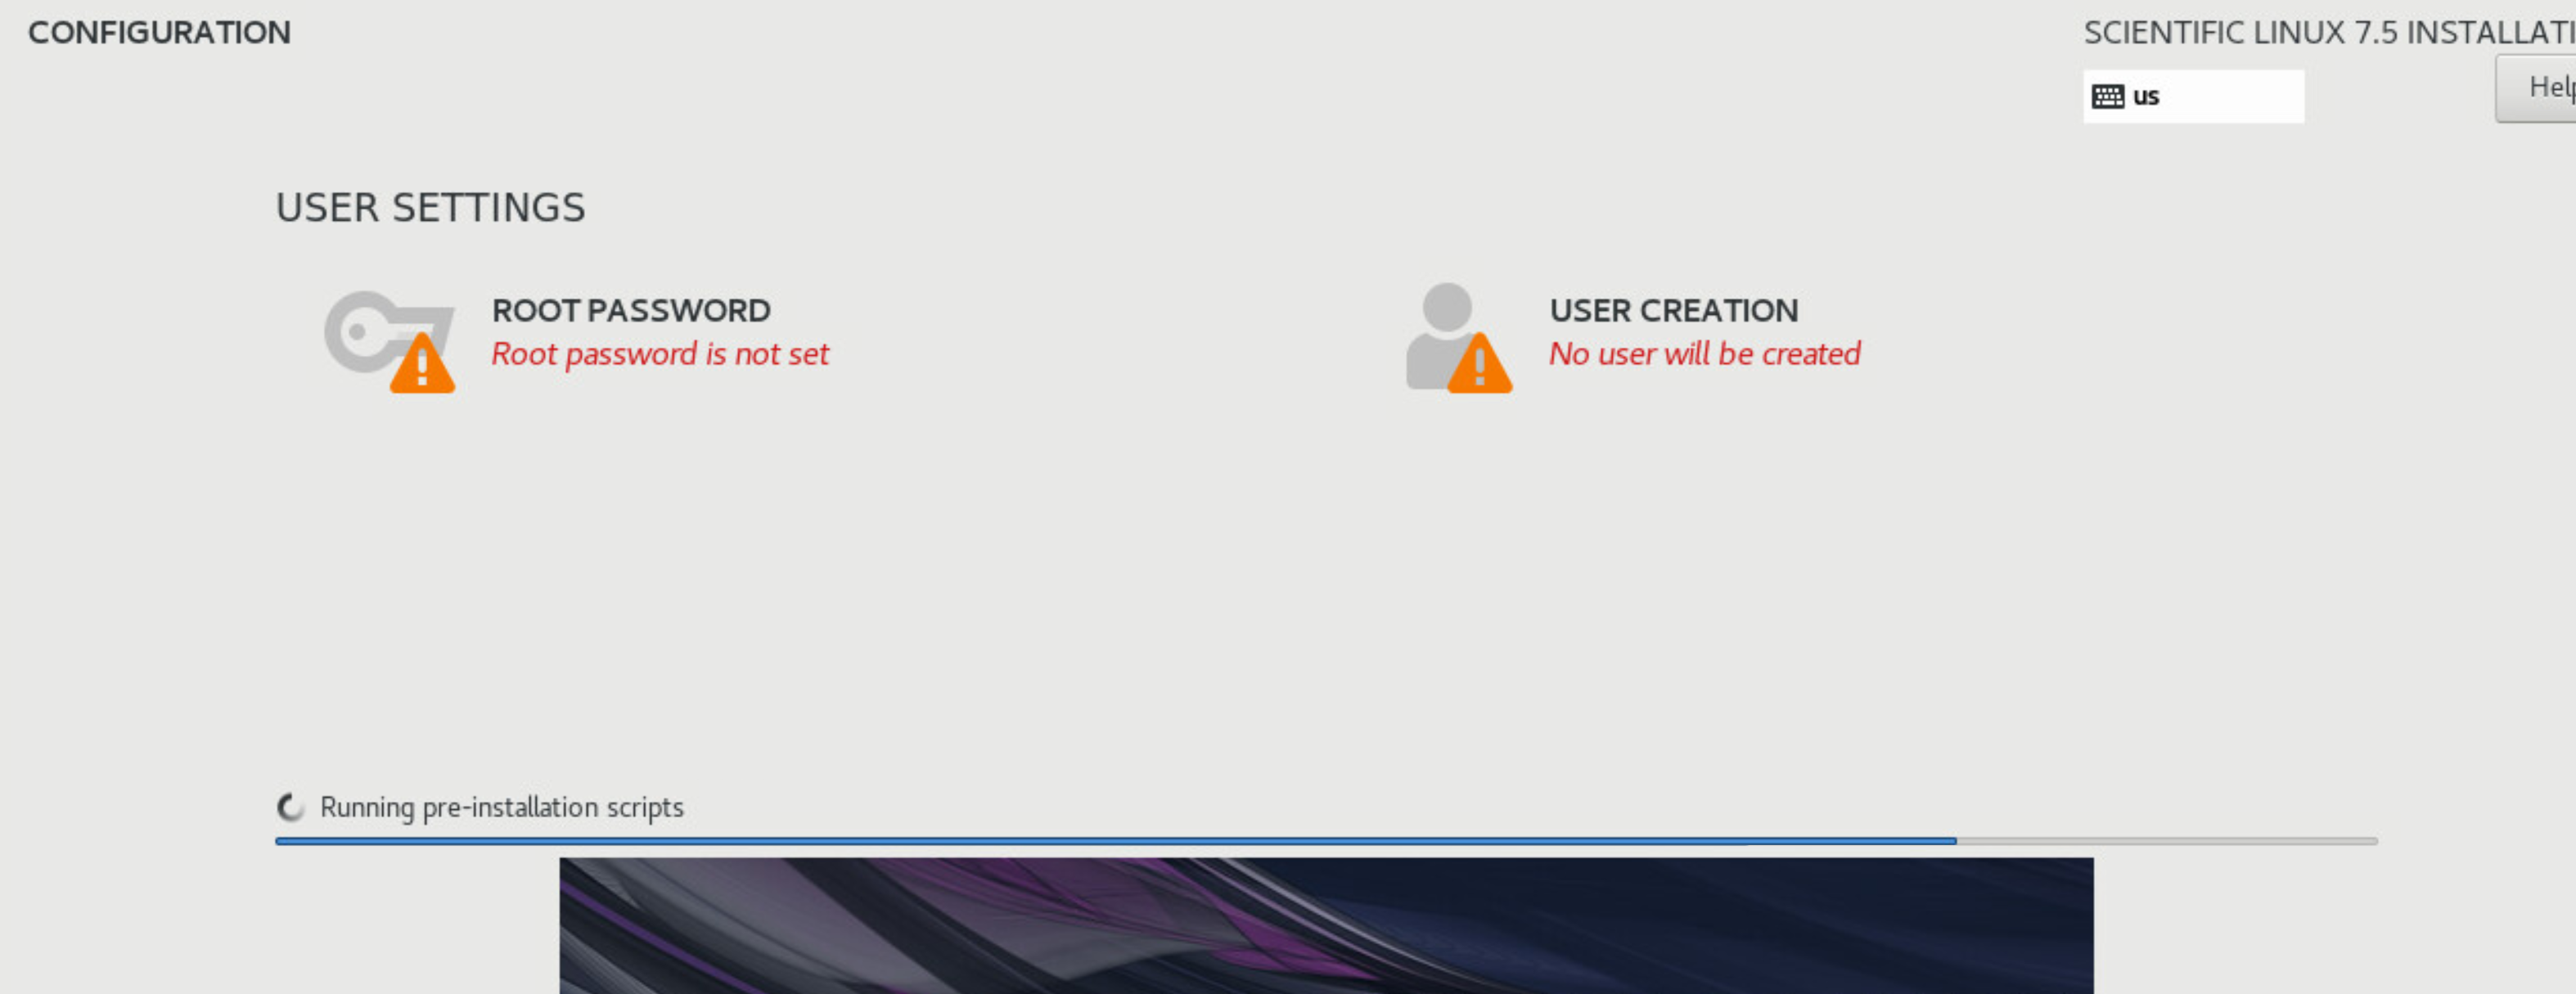 CONFIGURATION
SCIENTIFIC LINUX 7.5 INSTALLATI
us
Help
USER SETTINGS
ROOT PASSWORD
Root password is not set
USER CREATION
No user will be created
Running pre-installation scripts